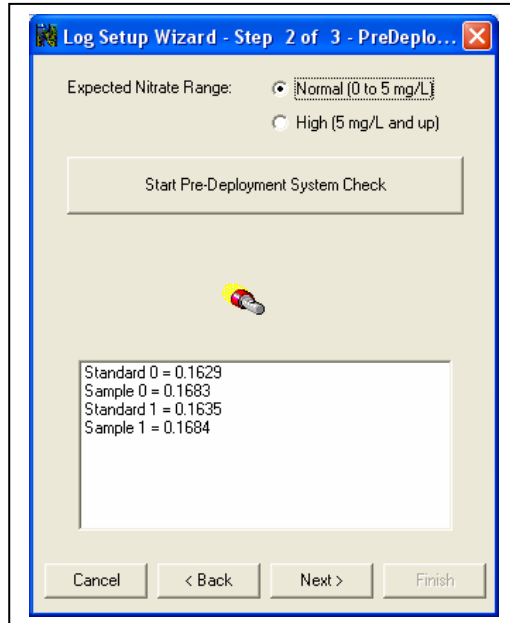 Log Setup Wizard - Step 2 of 3 - PreDeplo...
Expected Nitrate Range:
Normal (0 to 5 mg/L)
High (5 mg/L and up)
Start Pre-Deployment System Check
Standard 0 = 0.1629
Sample 0 = 0.1683
Standard 1 = 0.1635
Sample 1 = 0.1684
Cancel
< Back
Next >
Finish